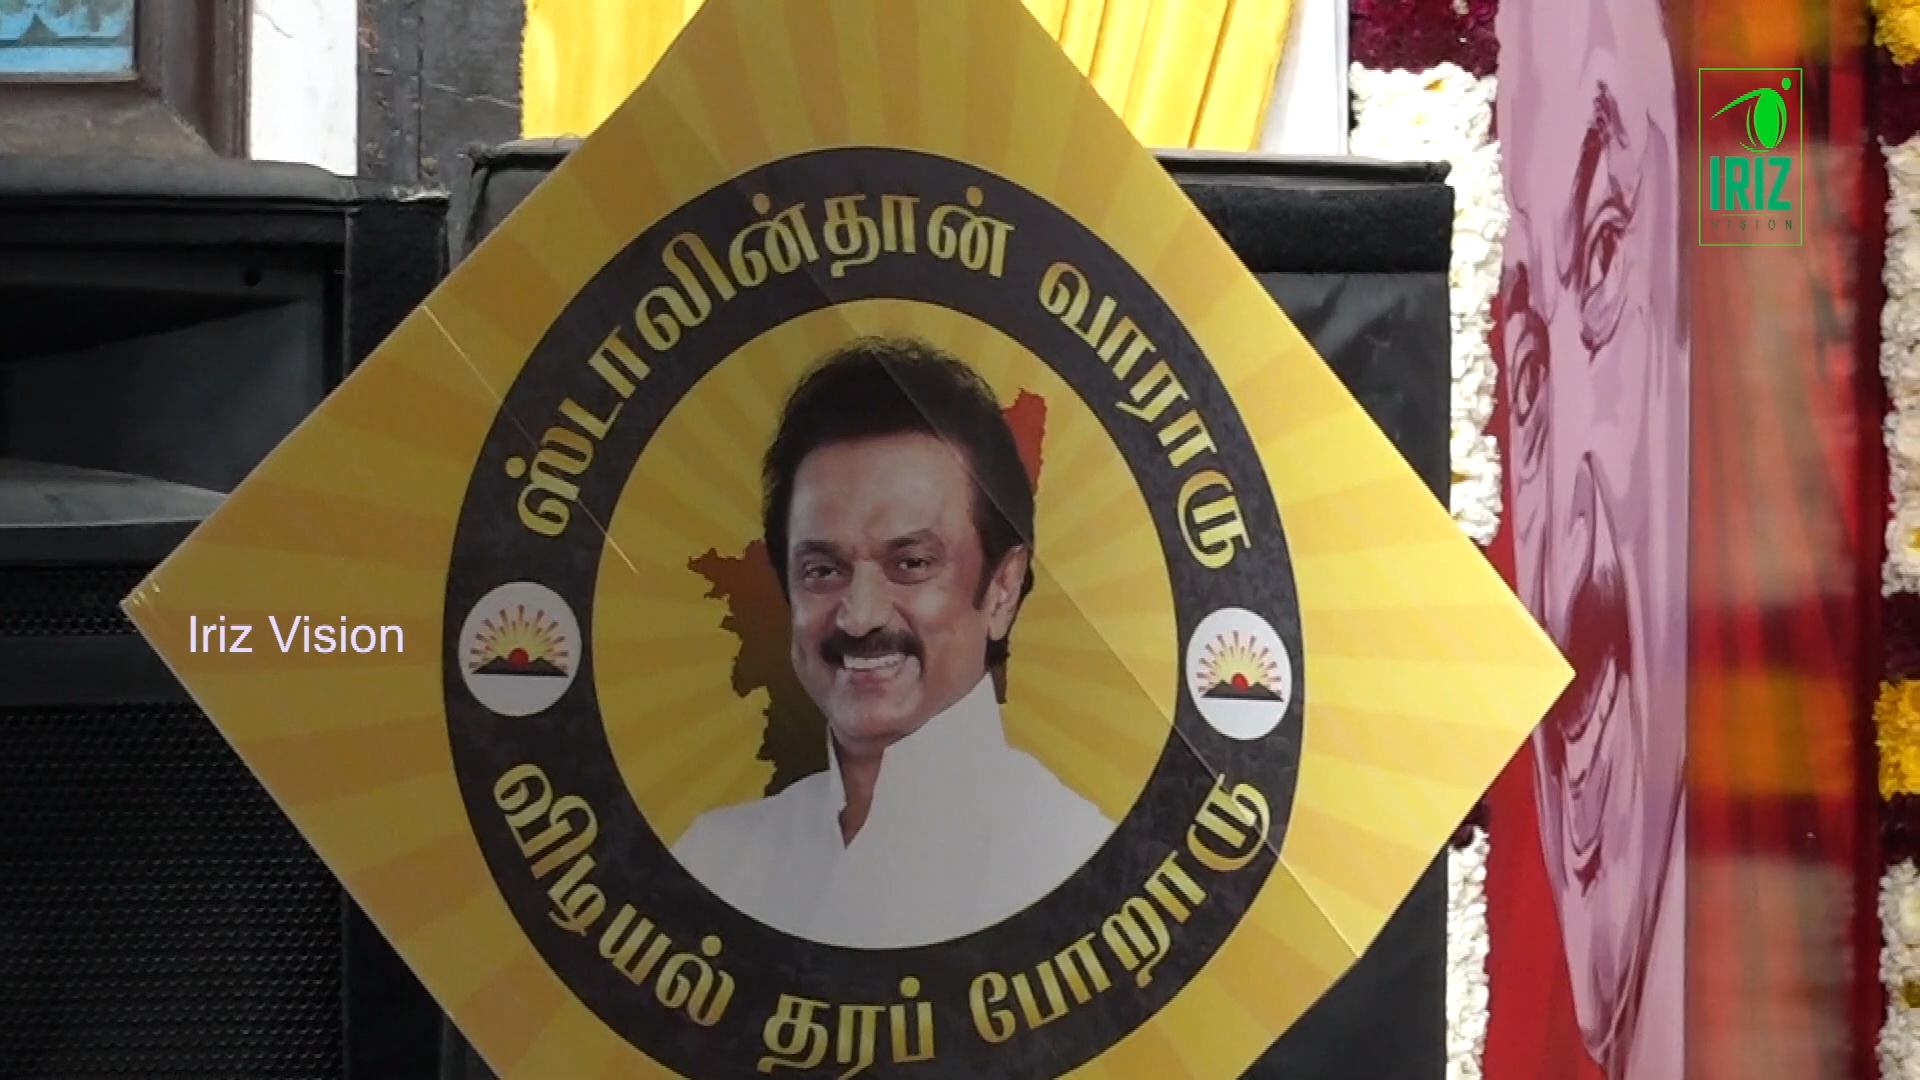 ஸ்டாலின்தான் வாராரு
விடியல் தரப் போறாரு
Iriz Vision
IRIZ
VISION